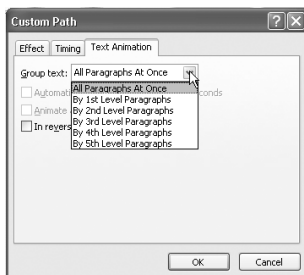 Custom Path
Effect Timing Text Animation
Group text: All Paragraphs At Once
All Paragraphs At Once
By 1st Level Paragraphs
By 2nd Level Paragraphs
By 3rd Level Paragraphs
By 4th Level Paragraphs
By 5th Level Paragraphs
Automati conds
Animate
In revers
OK Cancel